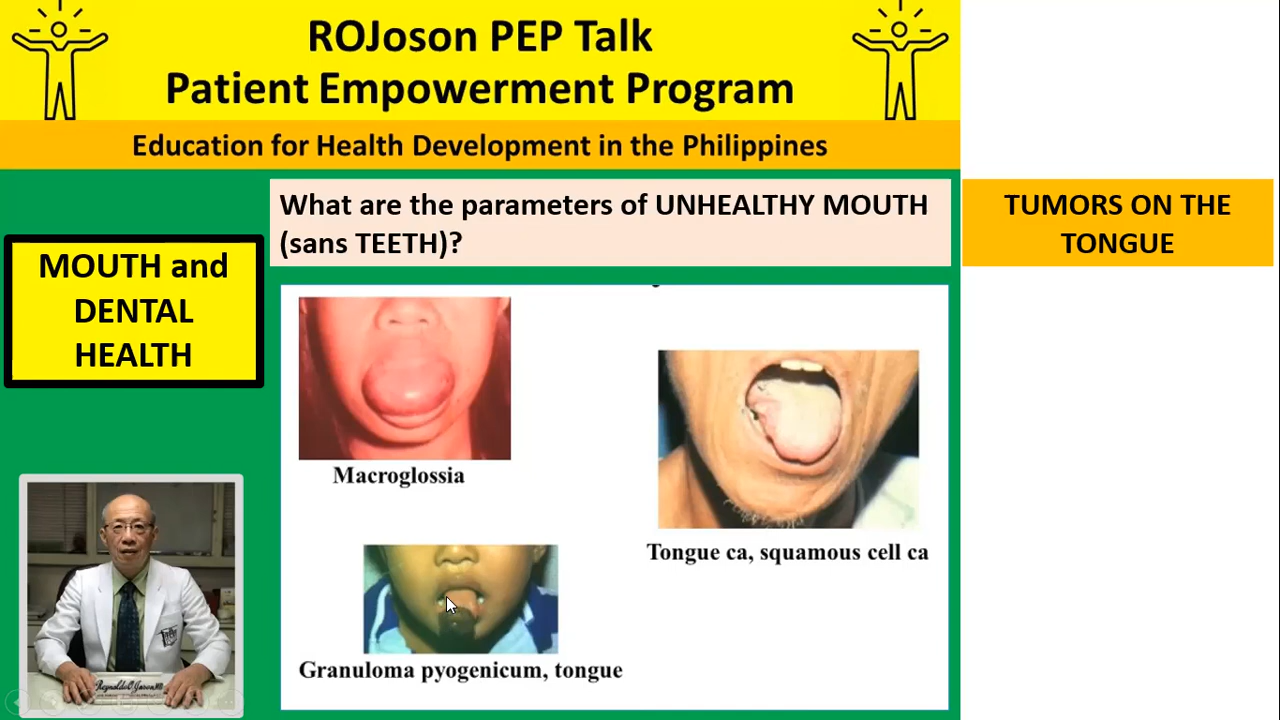 ROJoson PEP Talk
Patient Empowerment Program
Education for Health Development in the Philippines
What are the parameters of UNHEALTHY MOUTH
(sans TEETH)?
TUMORS ON THE
TONGUE
MOUTH and
DENTAL
HEALTH
Macroglossia
Tongue ca, squamous cell ca
Granuloma pyogenicum, tongue